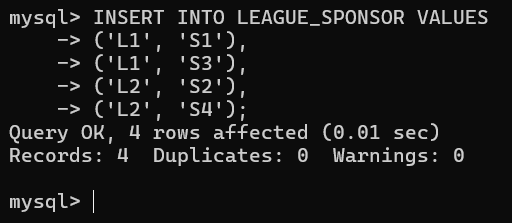 mysql> INSERT INTO LEAGUE_SPONSOR VALUES
    -> ('L1', 'S1'),
    -> ('L1', 'S3'),
    -> ('L2', 'S2'),
    -> ('L2', 'S4');
Query OK, 4 rows affected (0.01 sec)
Records: 4  Duplicates: 0  Warnings: 0
mysql>